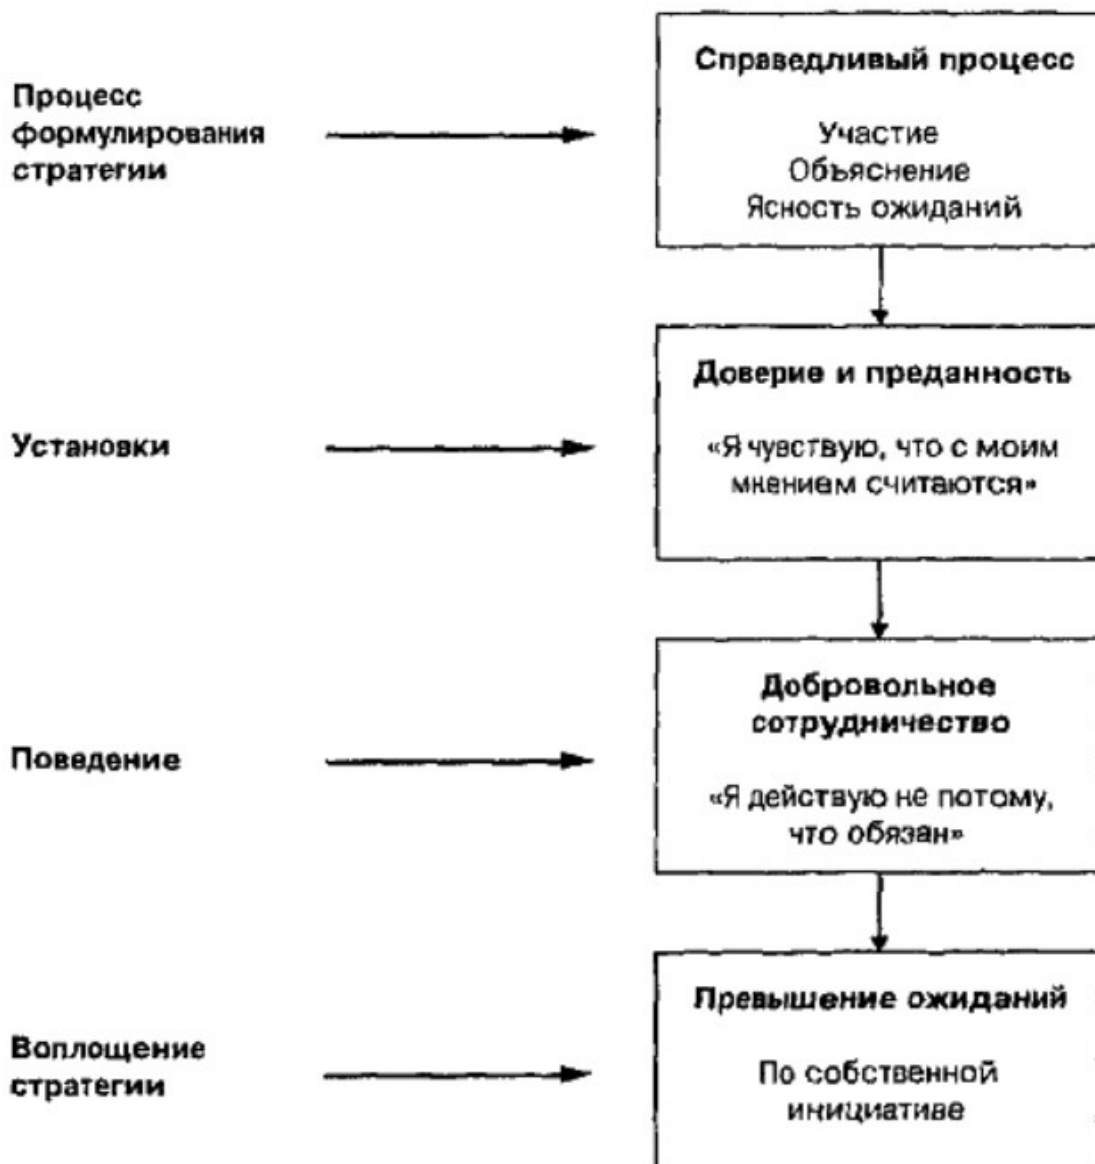 Процесс
формулирования
стратегии
Справедливый процесс
Участие
Объяснение
Ясность ожиданий
Установки
Доверие и преданность
«Я чувствую, что с моим
мнением считаются»
Поведение
Добровольное
сотрудничество
«Я действую не потому,
что обязан»
Воплощение
стратегии
Превышение ожиданий
По собственной
инициативе